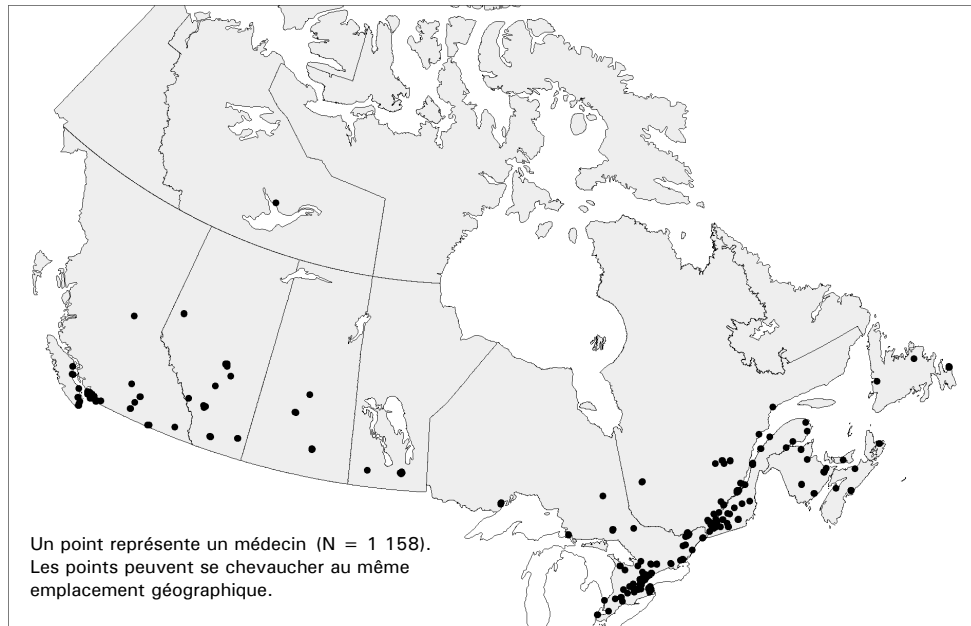 Un point représente un médecin (N = 1 158).
Les points peuvent se chevaucher au même
emplacement géographique.